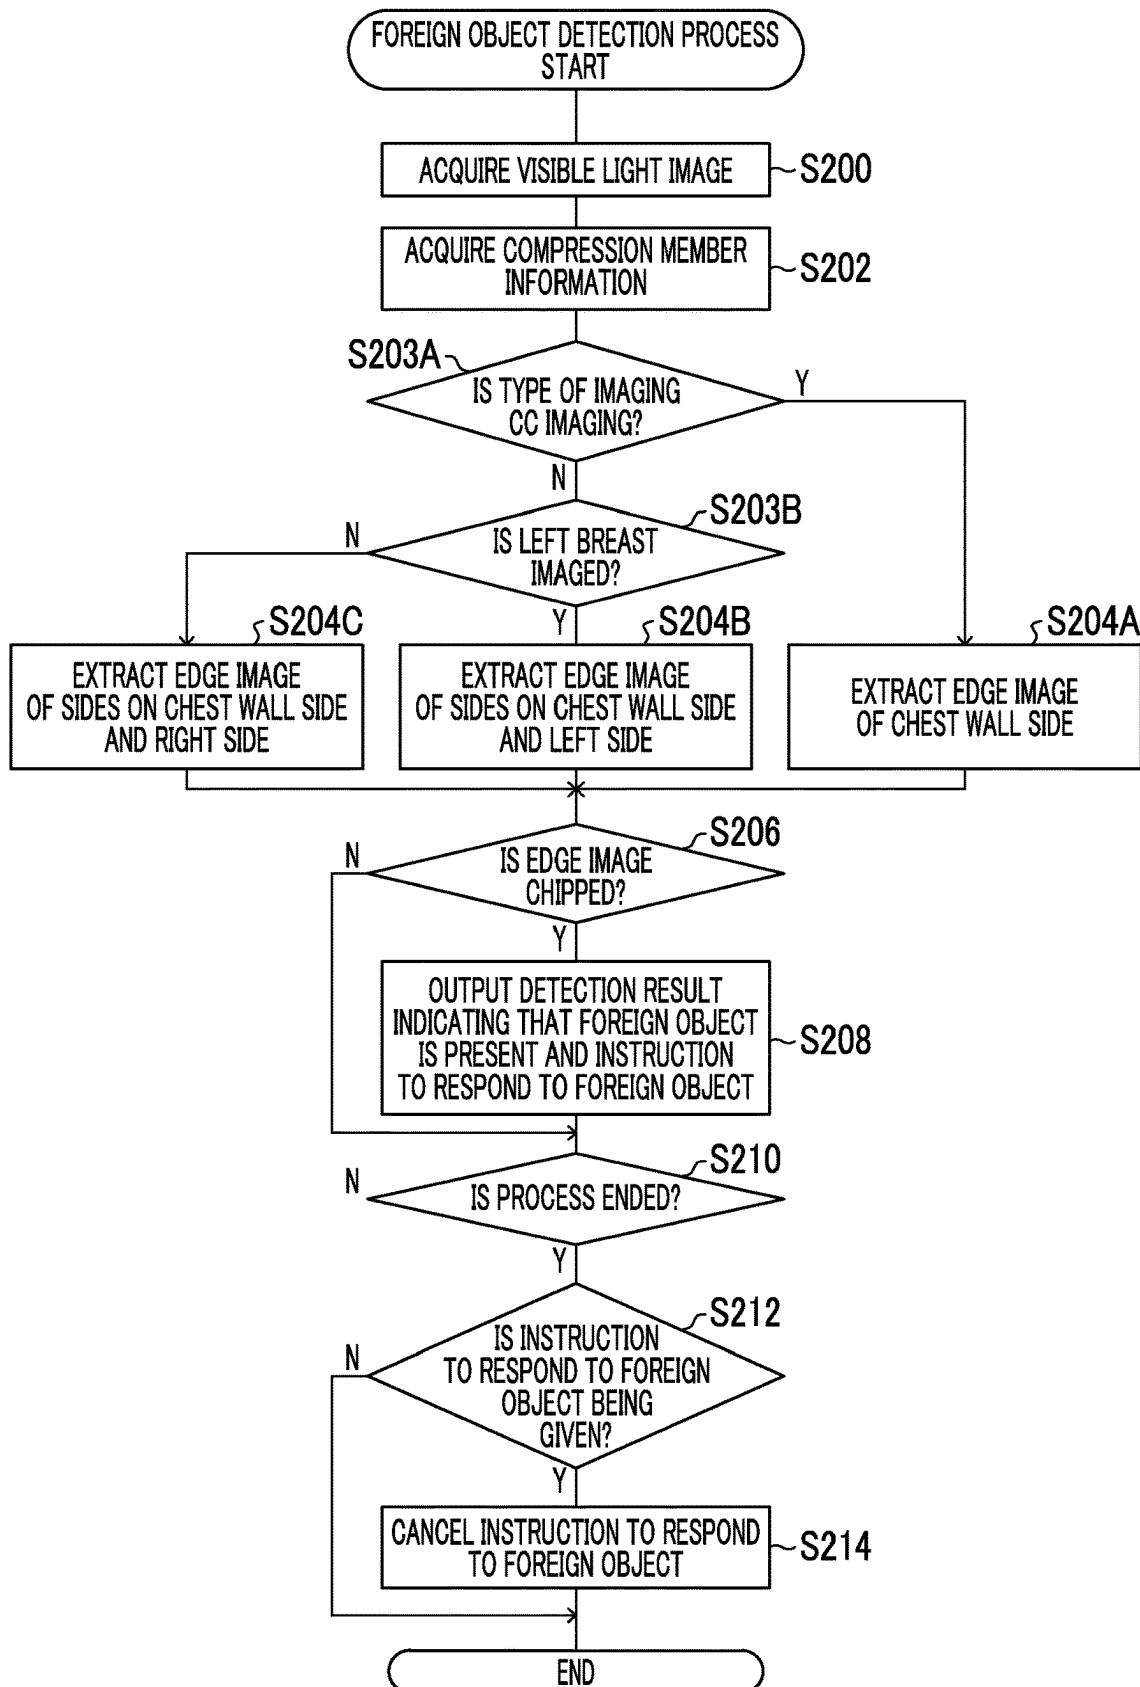 FOREIGN OBJECT DETECTION PROCESS
START
ACQUIRE VISIBLE LIGHT IMAGE
S200
ACQUIRE COMPRESSION MEMBER
INFORMATION
S202
S203A
IS TYPE OF IMAGING
CC IMAGING?
Y
N
S203B
IS LEFT BREAST
IMAGED?
N
Y
S204C
EXTRACT EDGE IMAGE
OF SIDES ON CHEST WALL SIDE
AND RIGHT SIDE
S204B
EXTRACT EDGE IMAGE
OF SIDES ON CHEST WALL SIDE
AND LEFT SIDE
S204A
EXTRACT EDGE IMAGE
OF CHEST WALL SIDE
S206
IS EDGE IMAGE
CHIPPED?
N
Y
OUTPUT DETECTION RESULT
INDICATING THAT FOREIGN OBJECT
IS PRESENT AND INSTRUCTION
TO RESPOND TO FOREIGN OBJECT
S208
S210
IS PROCESS ENDED?
N
Y
S212
IS INSTRUCTION
TO RESPOND TO FOREIGN
OBJECT BEING
GIVEN?
N
Y
CANCEL INSTRUCTION TO RESPOND
TO FOREIGN OBJECT
S214
END